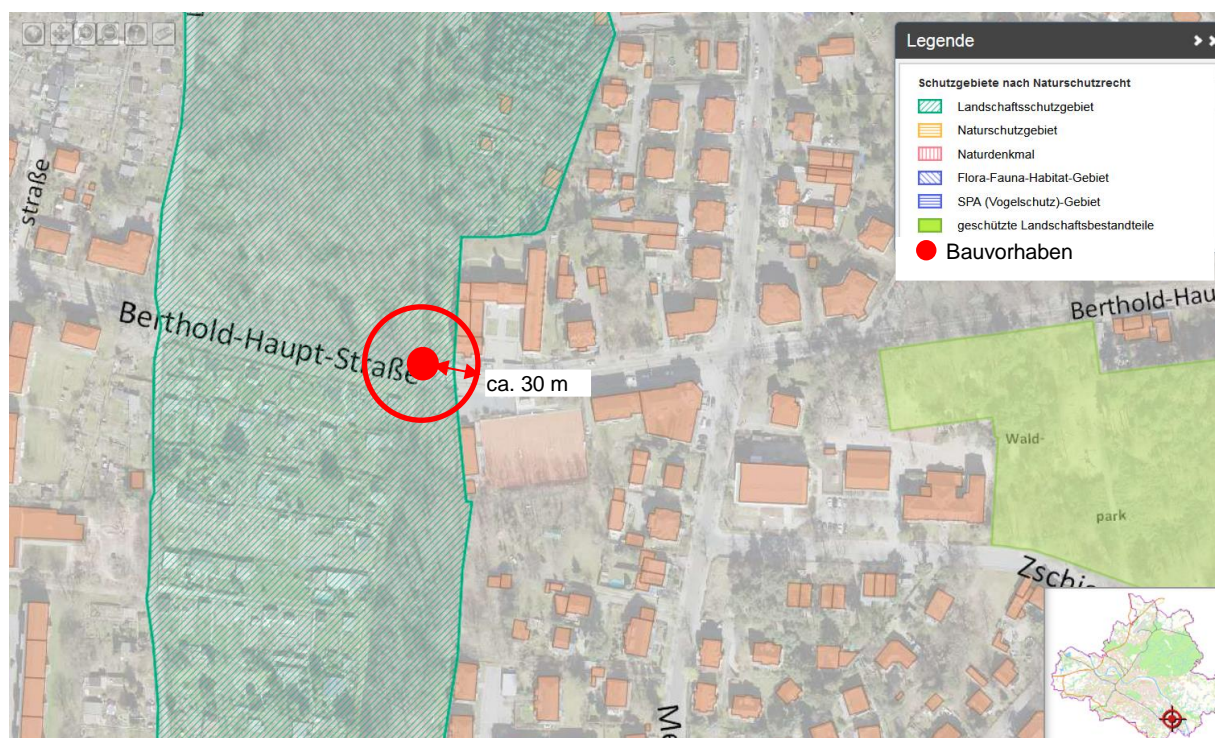 Legende
Schutzgebiete nach Naturschutzrecht
Landschaftsschutzgebiet
Naturschutzgebiet
Naturdenkmal
Flora-Fauna-Habitat-Gebiet
SPA (Vogelschutz)-Gebiet
geschützte Landschaftsbestandteile
Bauvorhaben
straße
Berthold-Haupt-Straße
ca. 30 m
Berthold-Hau
Wald-
park
Zschie
Me